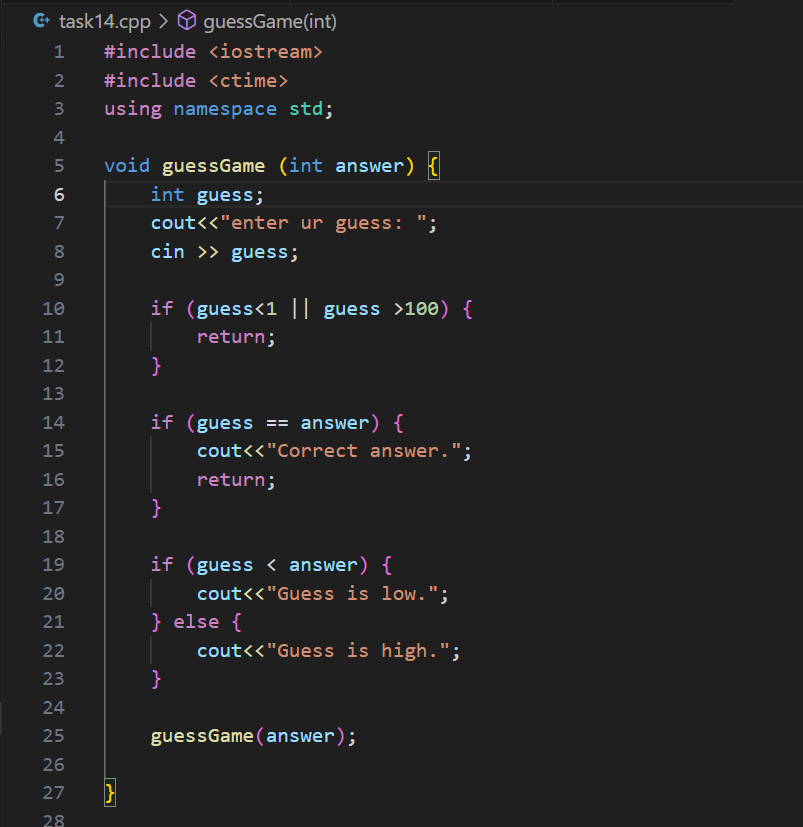 task14.cpp > guessGame(int)
1 #include <iostream>
2 #include <ctime>
3 using namespace std;
4
5 void guessGame (int answer) {
6     int guess;
7     cout<<"enter ur guess: ";
8     cin >> guess;
9
10     if (guess<1 || guess >100) {
11         return;
12     }
13
14     if (guess == answer) {
15         cout<<"Correct answer.";
16         return;
17     }
18
19     if (guess < answer) {
20         cout<<"Guess is low.";
21     } else {
22         cout<<"Guess is high.";
23     }
24
25     guessGame(answer);
26
27 }
28